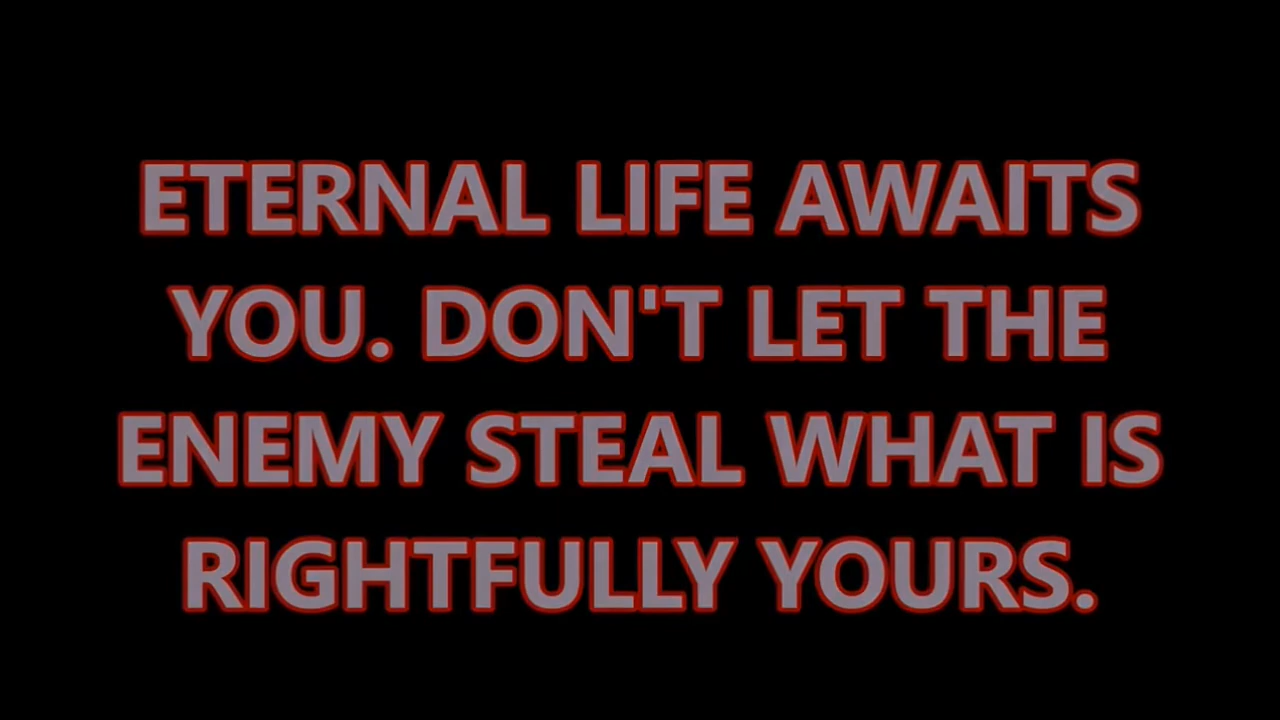 ETERNAL LIFE AWAITS
YOU. DON'T LET THE
ENEMY STEAL WHAT IS
RIGHTFULLY YOURS.